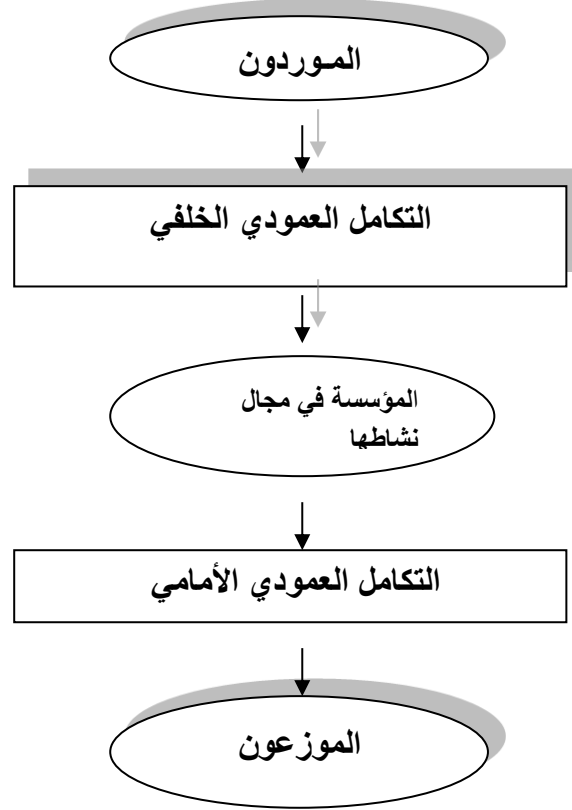 المـوردون
التكامل العمودي الخلفي
المؤسسة في مجال
نشاطها
التكامل العمودي الأمامي
الموزعون